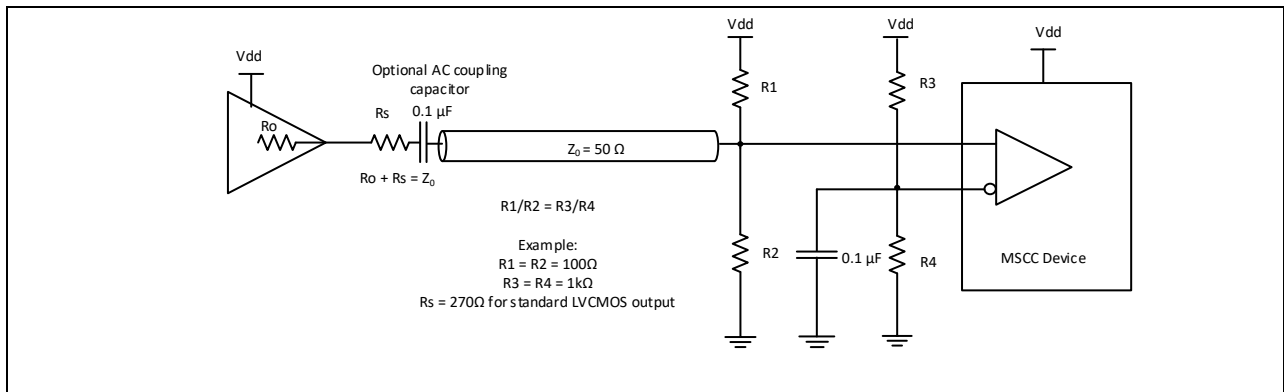 Vdd
Ro
Optional AC coupling
capacitor
Rs
0.1 µF
Ro + Rs = Z0
Z0 = 50 Ω
R1/R2 = R3/R4
Example:
R1 = R2 = 100Ω
R3 = R4 = 1kΩ
Rs = 270Ω for standard LVCMOS output
Vdd
R1
R2
Vdd
R3
R4
0.1 µF
Vdd
MSCC Device